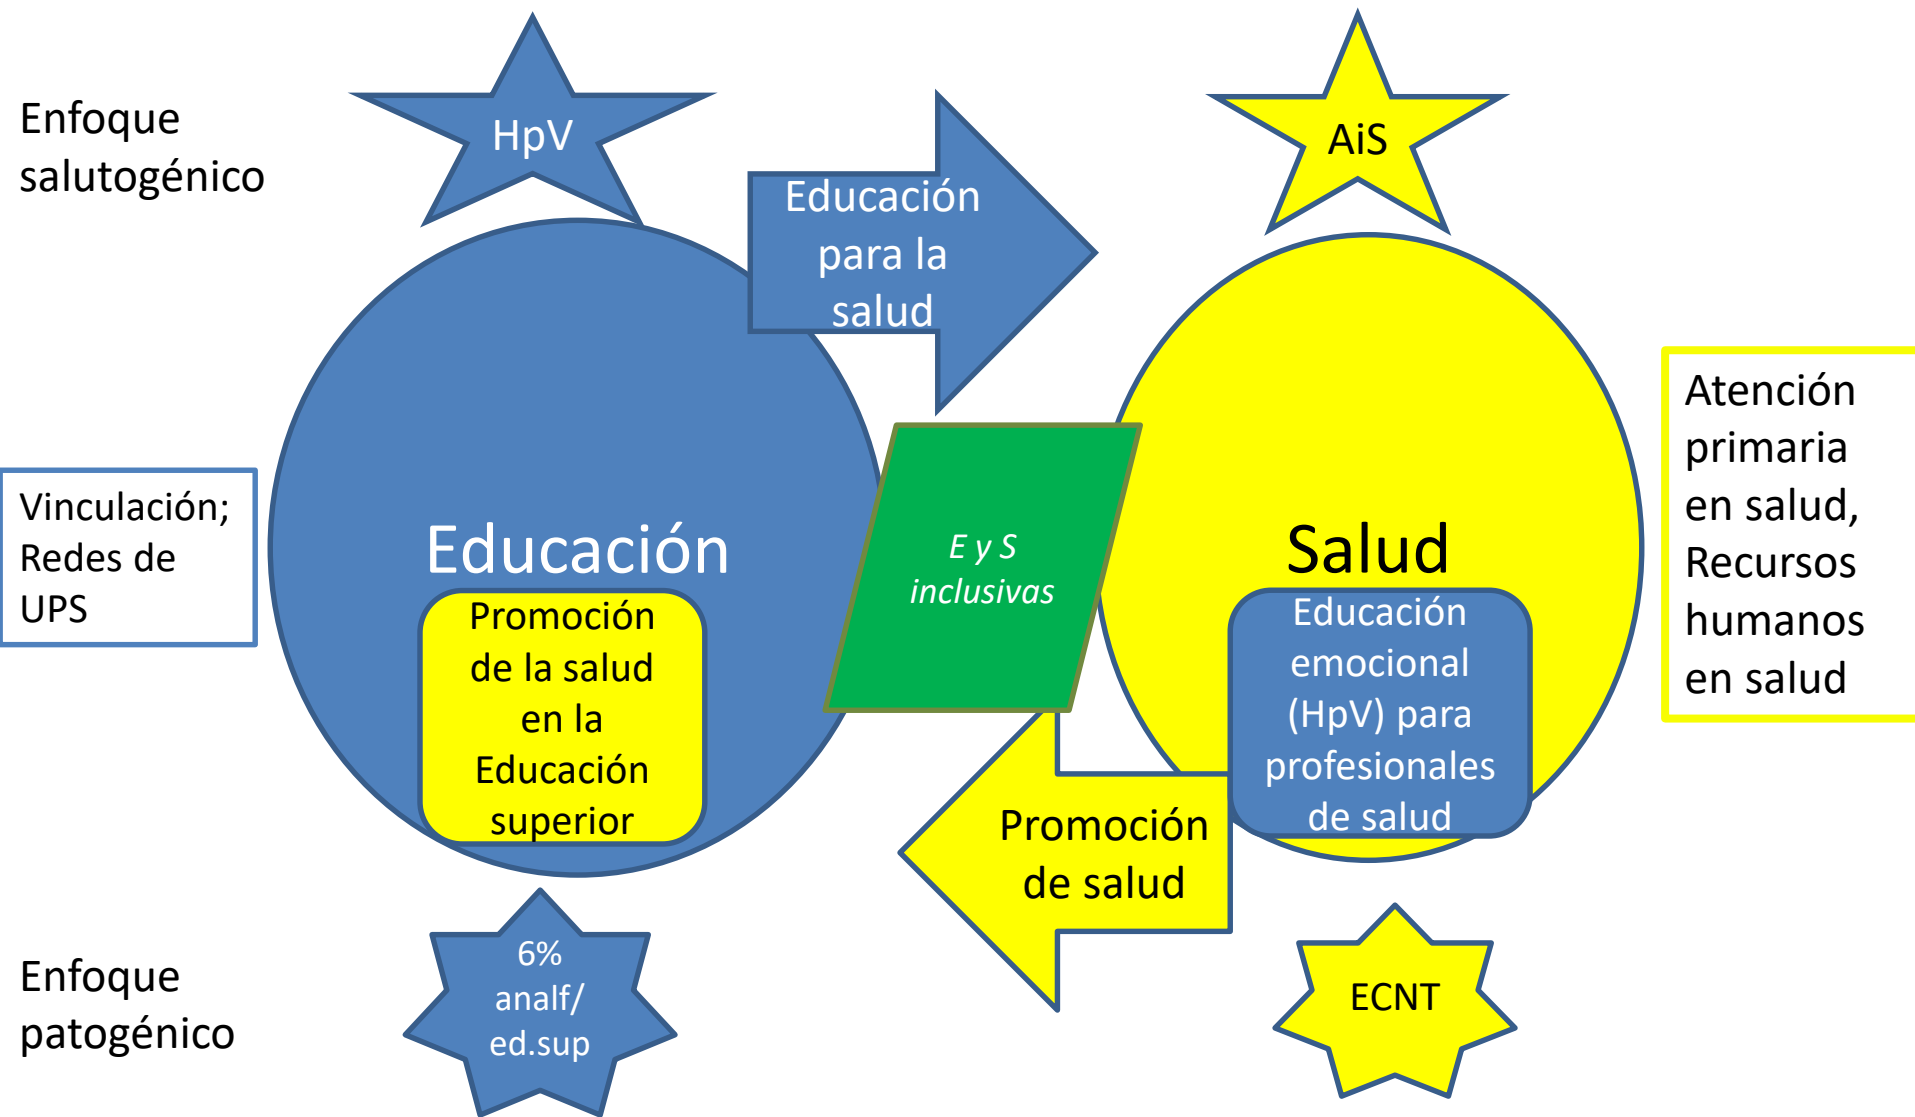 Enfoque
salutogénico
HpV
Educación
para la
salud
AiS
Vinculación;
Redes de
UPS
Educación
Promoción
de la salud
en la
Educación
superior
E y S
inclusivas
Salud
Educación
emocional
(HpV) para
profesionales
de salud
Atención
primaria
en salud,
Recursos
humanos
en salud
Promoción
de salud
Enfoque
patogénico
6%
analf/
ed.sup
ECNT